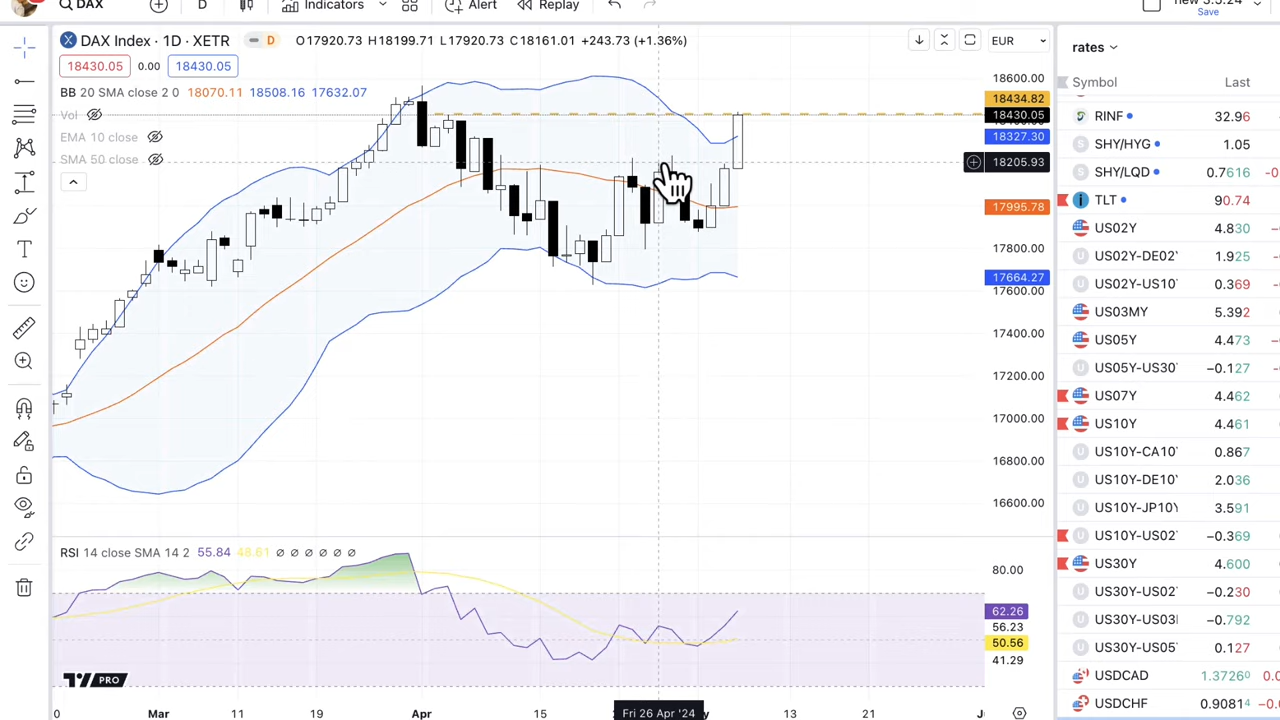 DAX
D
Indicators
Alert
Replay
new 3.5.24
Save
DAX Index · 1D · XETR
D
O17920.73 H18199.71 L17920.73 C18161.01 +243.73 (+1.36%)
EUR
18430.05
0.00
18430.05
BB 20 SMA close 2 0 18070.11 18508.16 17632.07
Vol
EMA 10 close
SMA 50 close
18600.00
18434.82
18430.05
18327.30
18205.93
17995.78
17800.00
17664.27
17600.00
17400.00
17200.00
17000.00
16800.00
16600.00
RSI 14 close SMA 14 2 55.84 48.61 ∅ ∅ ∅ ∅ ∅ ∅
80.00
62.26
56.23
50.56
41.29
PRO
Mar
11
19
Apr
15
Fri 26 Apr '24
13
21
rates
Symbol
Last
RINF
32.96
SHY/HYG
1.05
SHY/LQD
0.7616
TLT
90.74
US02Y
4.830
US02Y-DE02
1.925
US02Y-US10
0.369
US03MY
5.392
US05Y
4.473
US05Y-US30
−0.127
US07Y
4.462
US10Y
4.461
US10Y-CA10
0.867
US10Y-DE10
2.036
US10Y-JP10
3.591
US10Y-US02
−0.369
US30Y
4.600
US30Y-US02
−0.230
US30Y-US03
−0.792
US30Y-US05
0.127
USDCAD
1.37260
USDCHF
0.90814